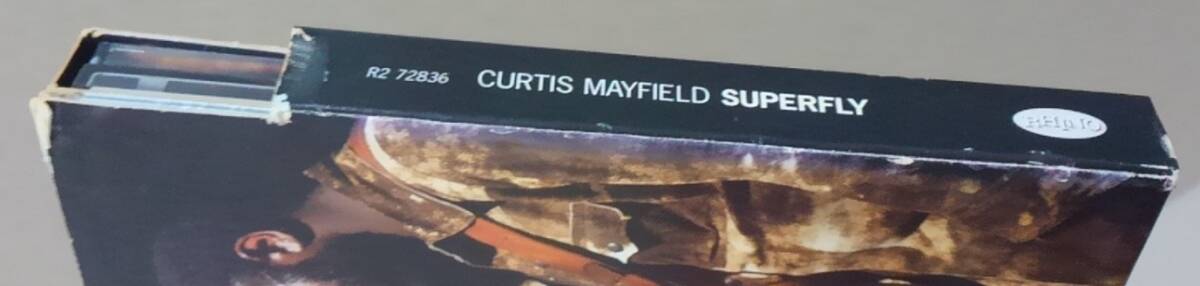 R2 72836 CURTIS MAYFIELD SUPERFLY RHINO